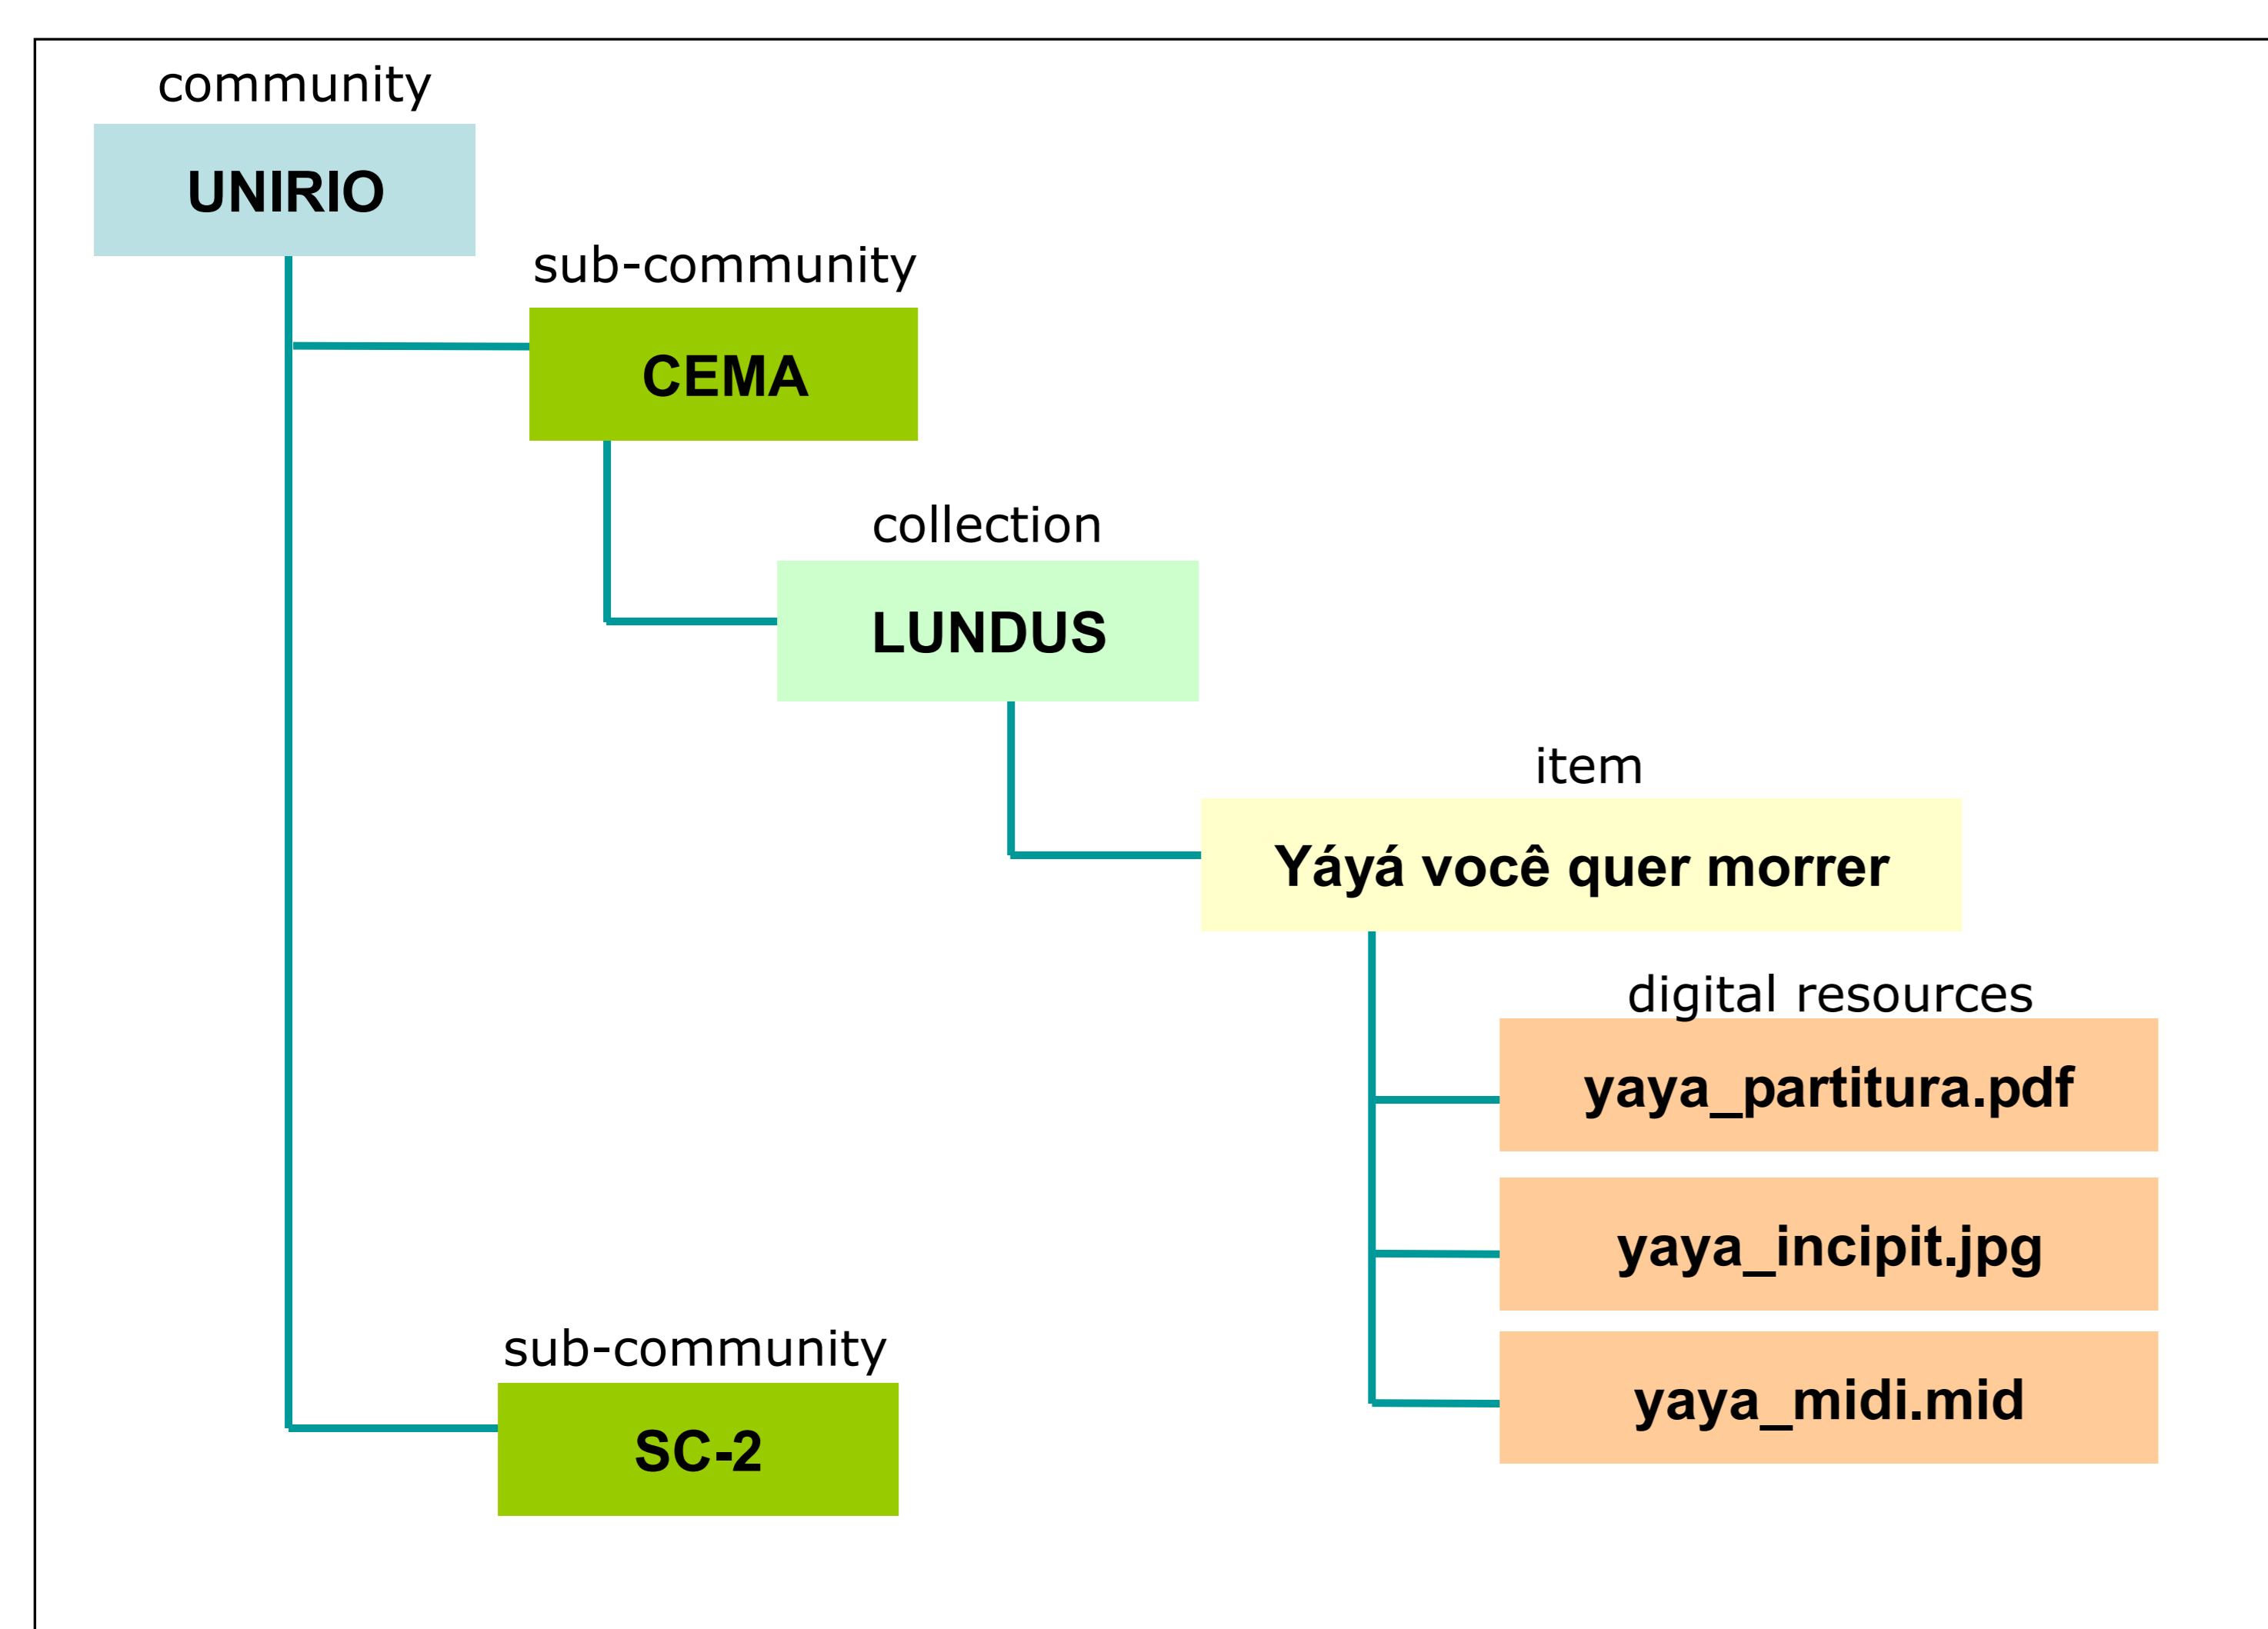 community
UNIRIO
sub-community
CEMA
collection
LUNDUS
item
Yáyá você quer morrer
digital resources
yaya_partitura.pdf
yaya_incipit.jpg
yaya_midi.mid
sub-community
SC-2